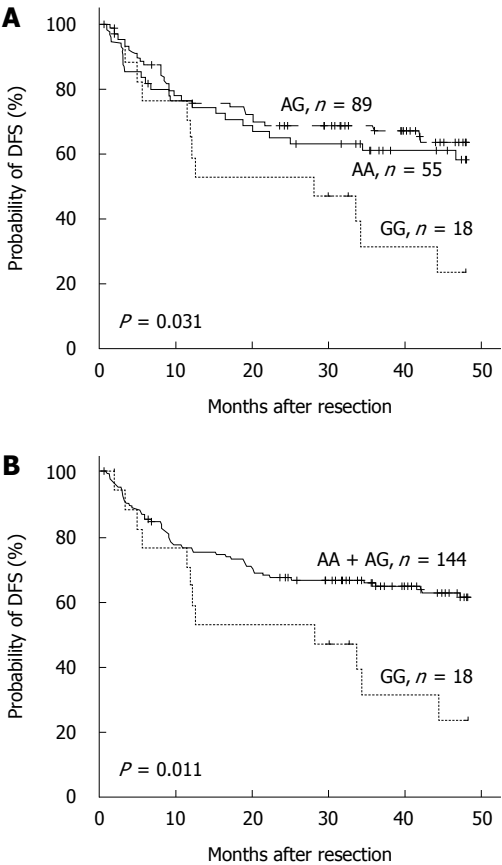 A
Probability of DFS (%)
100
80
60
40
20
0
AG, n = 89
AA, n = 55
GG, n = 18
P = 0.031
0 10 20 30 40 50
Months after resection
B
Probability of DFS (%)
100
80
60
40
20
0
AA + AG, n = 144
GG, n = 18
P = 0.011
0 10 20 30 40 50
Months after resection